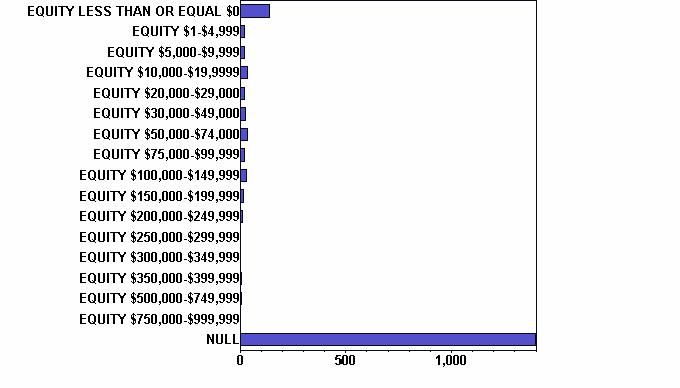 EQUITY LESS THAN OR EQUAL $0
EQUITY $1-$4,999
EQUITY $5,000-$9,999
EQUITY $10,000-$19,9999
EQUITY $20,000-$29,000
EQUITY $30,000-$49,000
EQUITY $50,000-$74,000
EQUITY $75,000-$99,999
EQUITY $100,000-$149,999
EQUITY $150,000-$199,999
EQUITY $200,000-$249,999
EQUITY $250,000-$299,999
EQUITY $300,000-$349,999
EQUITY $350,000-$399,999
EQUITY $500,000-$749,999
EQUITY $750,000-$999,999
NULL
0 500 1,000